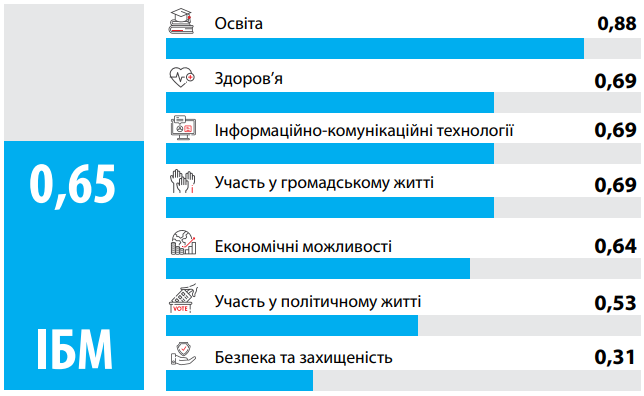 0,65
ІБМ
Освіта 0,88
Здоров'я 0,69
Інформаційно-комунікаційні технології 0,69
Участь у громадському житті 0,69
Економічні можливості 0,64
VOTE
Участь у політичному житті 0,53
Безпека та захищеність 0,31